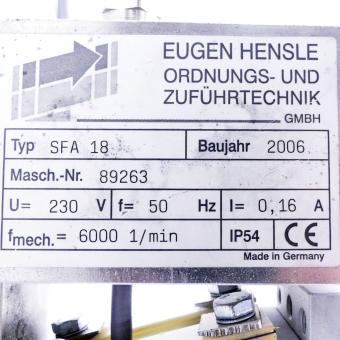 EUGEN HENSLE
ORDNUNGS- UND
ZUFÜHRTECHNIK
GMBH
Typ SFA 18 Baujahr 2006
Masch.-Nr. 89263
U= 230 V f= 50 Hz I= 0,16 A
fmech. = 6000 1/min IP54 CE
Made in Germany